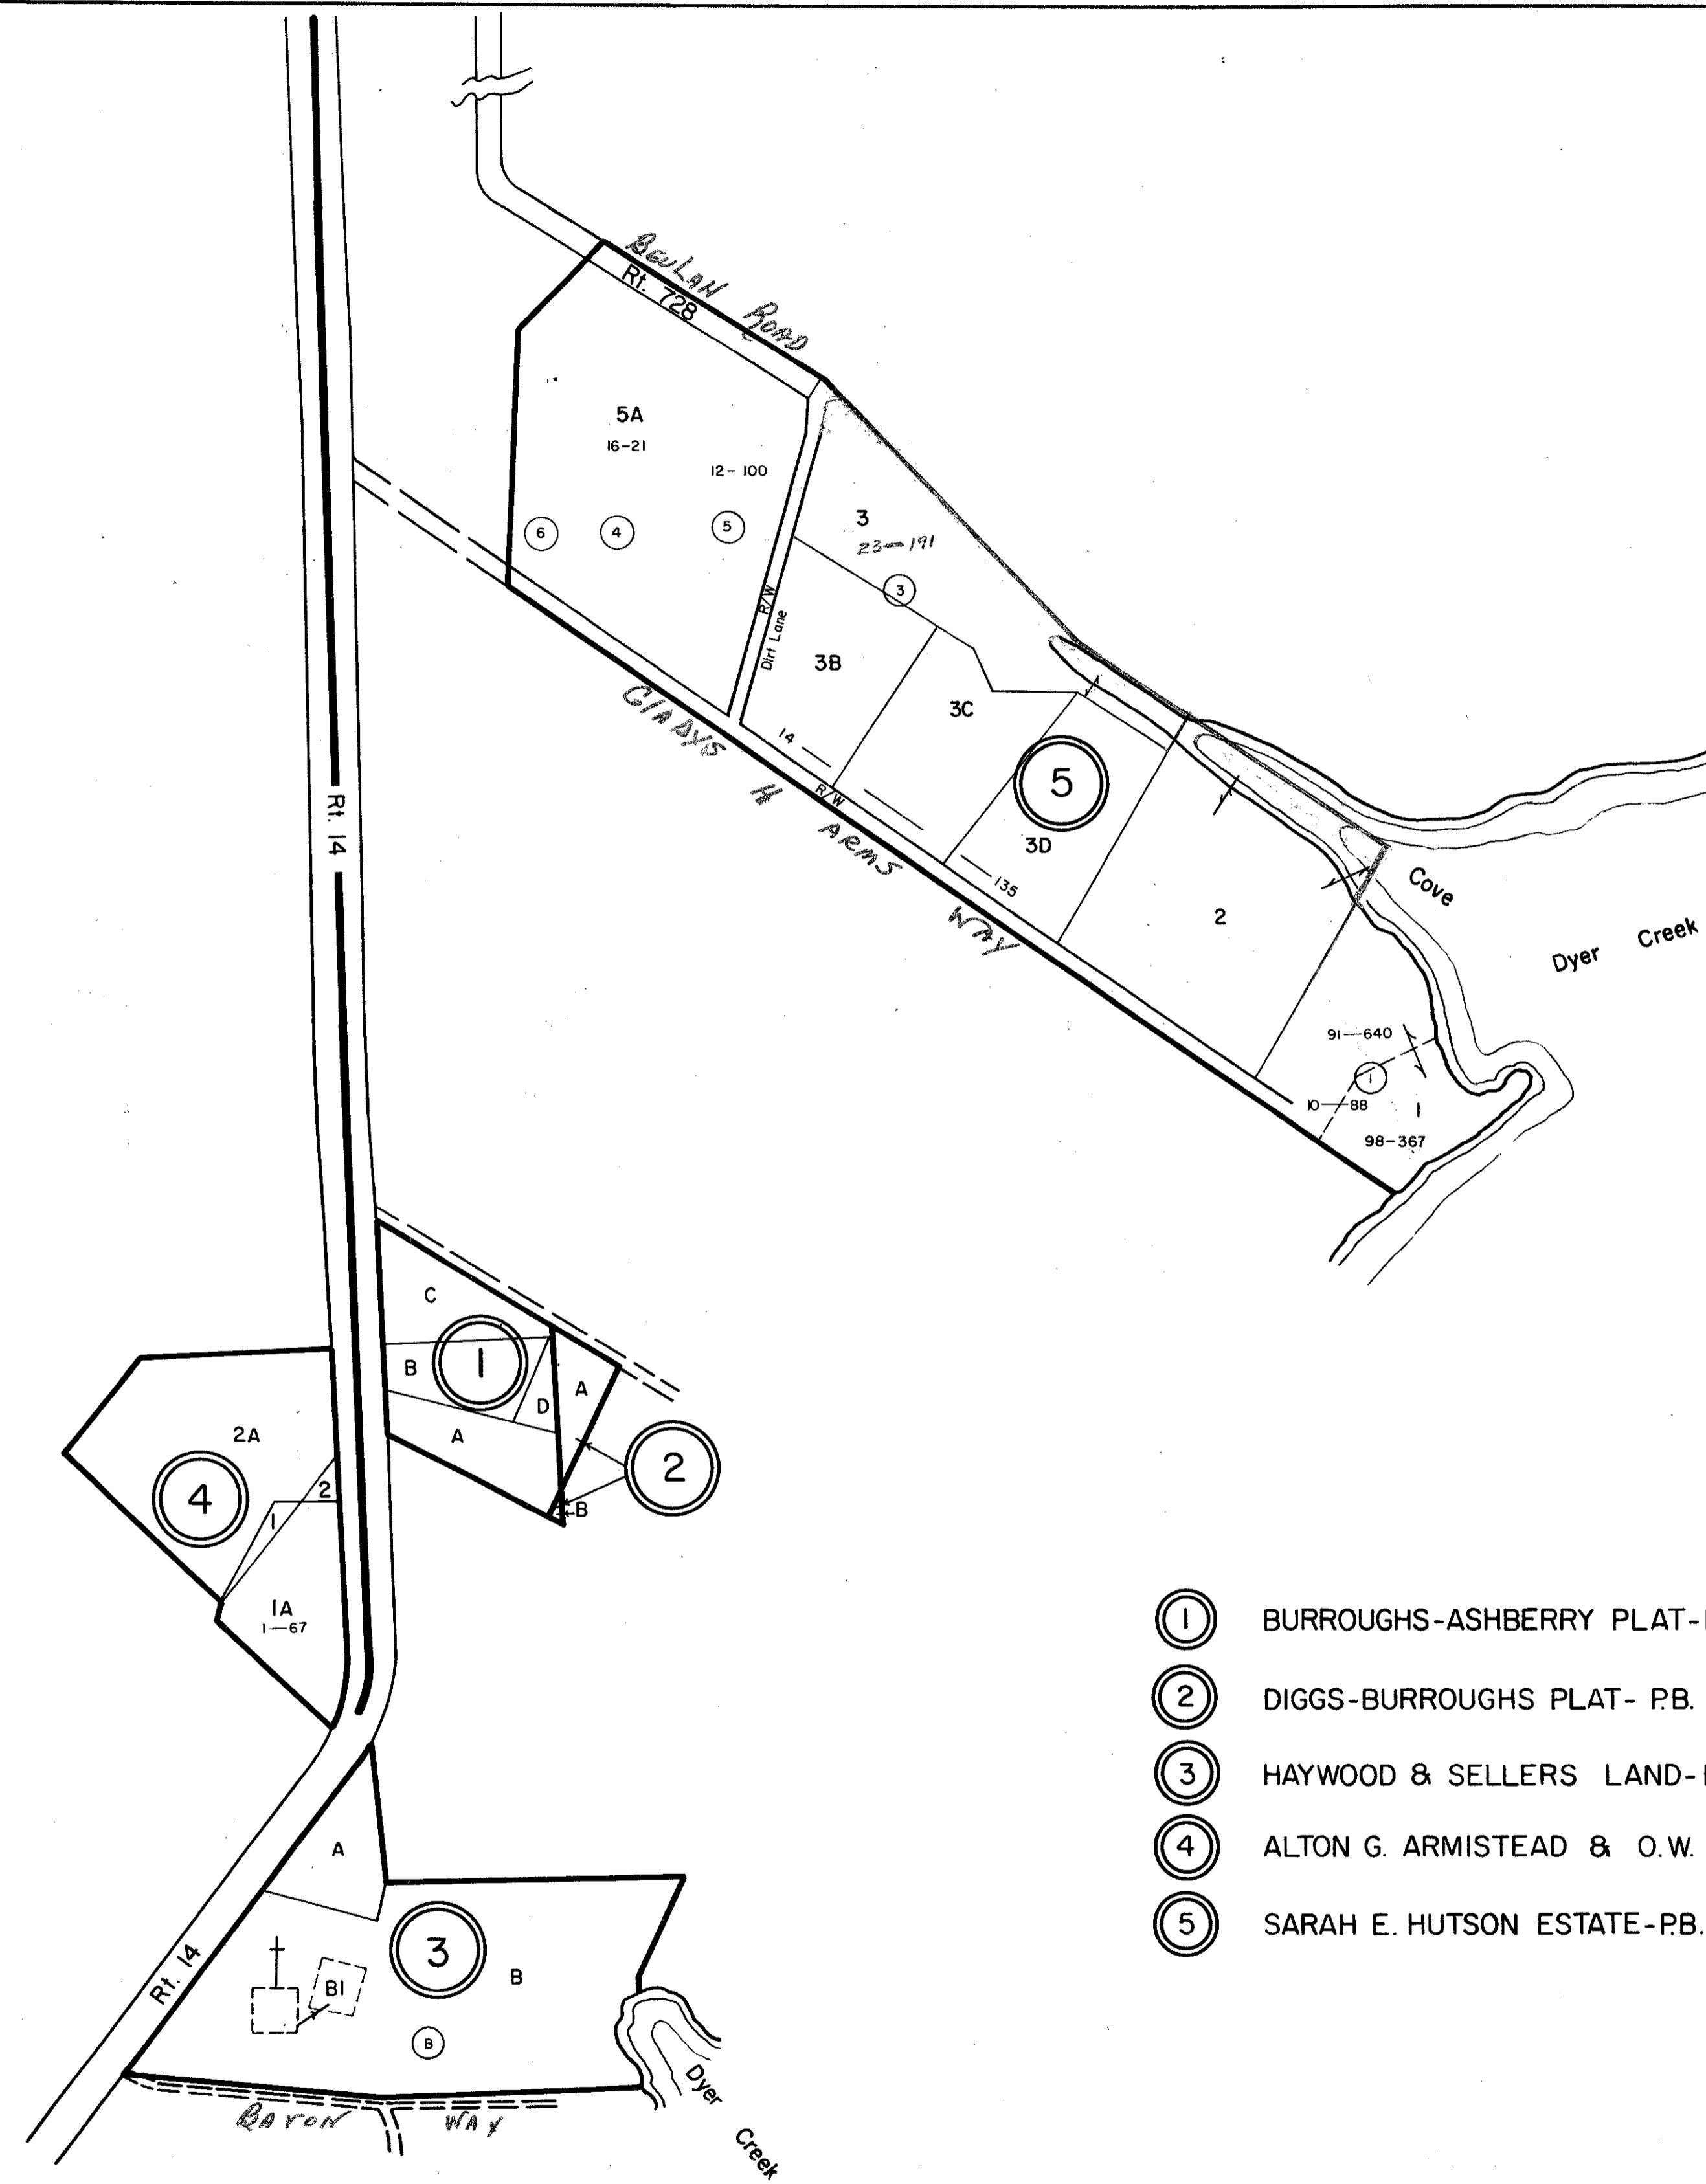 BEULAH ROAD
Rt. 728
5A
16-21
12-100
6
4
5
3
23-191
3
R/W
Dirt Lane
3B
3C
14
R/W
5
3D
135
2
GLADYS H ARMS WAY
Rt. 14
Cove
Dyer Creek
91-640
1
10-88
1
98-367
C
1
B
A
D
A
2
B
2A
4
2
1
1A
1-67
A
3
B
B1
B
Rt. 14
Dyer Creek
WAY
1 BURROUGHS-ASHBERRY PLAT-
2 DIGGS-BURROUGHS PLAT- P.B.
3 HAYWOOD & SELLERS LAND-
4 ALTON G. ARMISTEAD & O.W.
5 SARAH E. HUTSON ESTATE-P.B.